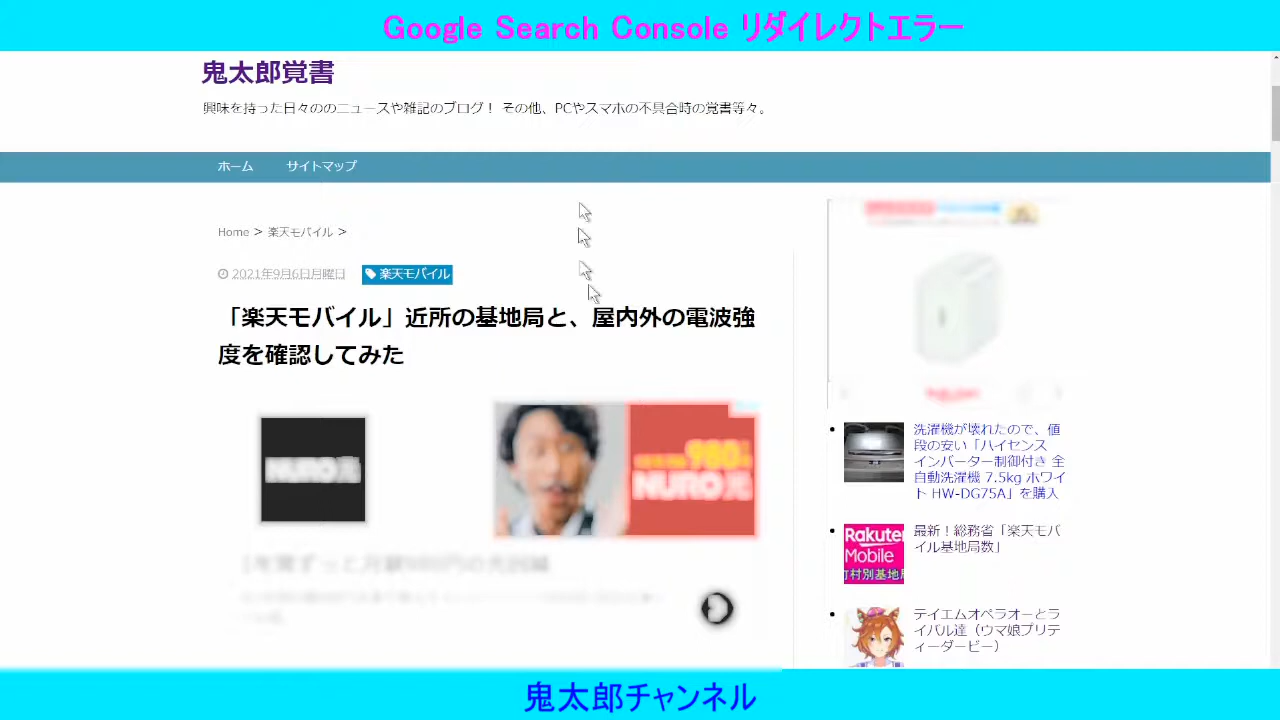 Google Search Console リダイレクトエラー
鬼太郎覚書
興味を持った日々ののニュースや雑記のブログ！ その他、PCやスマホの不具合時の覚書等々。
ホーム サイトマップ
Home > 楽天モバイル >
2021年9月6日月曜日 楽天モバイル
「楽天モバイル」近所の基地局と、屋内外の電波強
度を確認してみた
NURO光
980
NURO光
洗濯機が壊れたので、値
段の安い「ハイセンス
インバーター制御付き 全
自動洗濯機 7.5kg ホワイ
ト HW-DG75A」を購入
Rakuten
Mobile
町村別基地局
最新！総務省「楽天モバ
イル基地局数」
テイエムオペラオーとラ
イバル達（ウマ娘プリテ
ィーダービー）
鬼太郎チャンネル